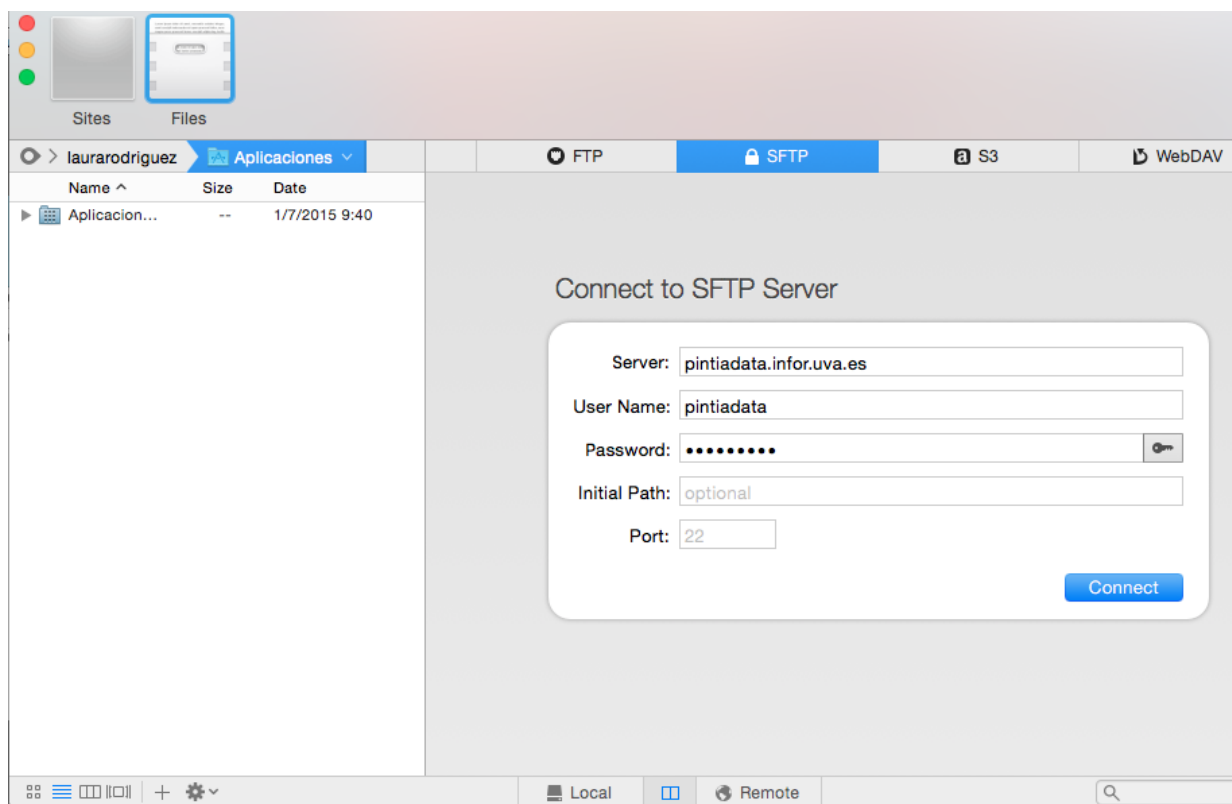 Sites Files
laurarodriguez Aplicaciones
FTP SFTP S3 WebDAV
Name Size Date
Aplicacion... -- 1/7/2015 9:40
Connect to SFTP Server
Server: pintiadata.infor.uva.es
User Name: pintiadata
Password: •••••••••
Initial Path: optional
Port: 22
Connect
Local Remote